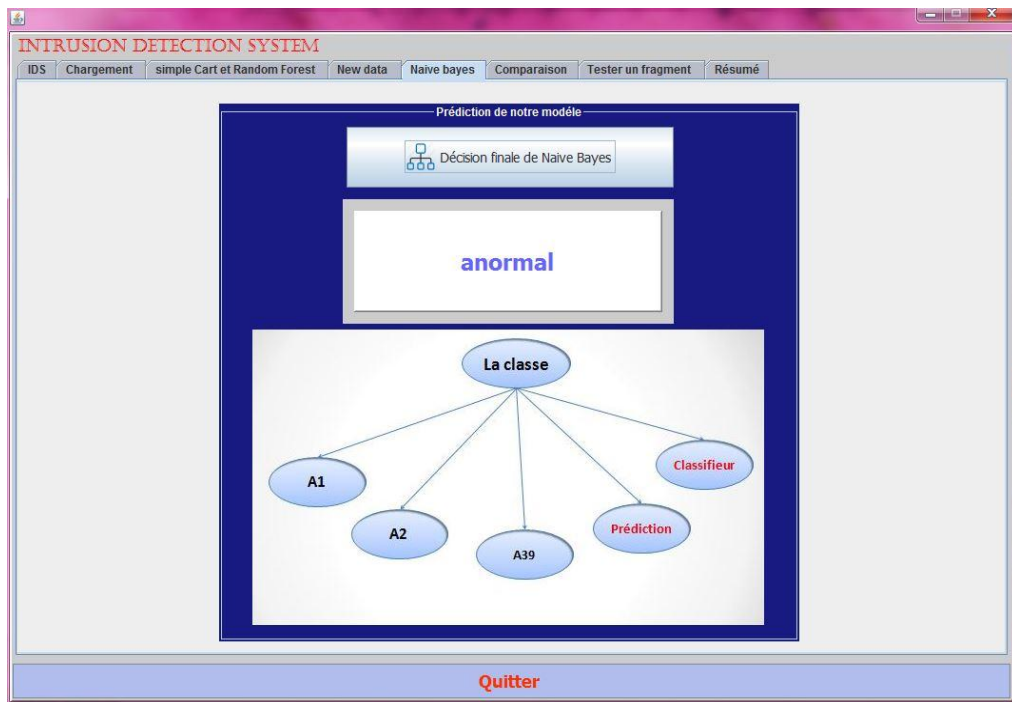 INTRUSION DETECTION SYSTEM
IDS Chargement simple Cart et Random Forest New data Naive bayes Comparaison Tester un fragment Résumé
Prédiction de notre modéle
Décision finale de Naive Bayes
anormal
La classe
Classifieur
A1
Prédiction
A2
A39
Quitter